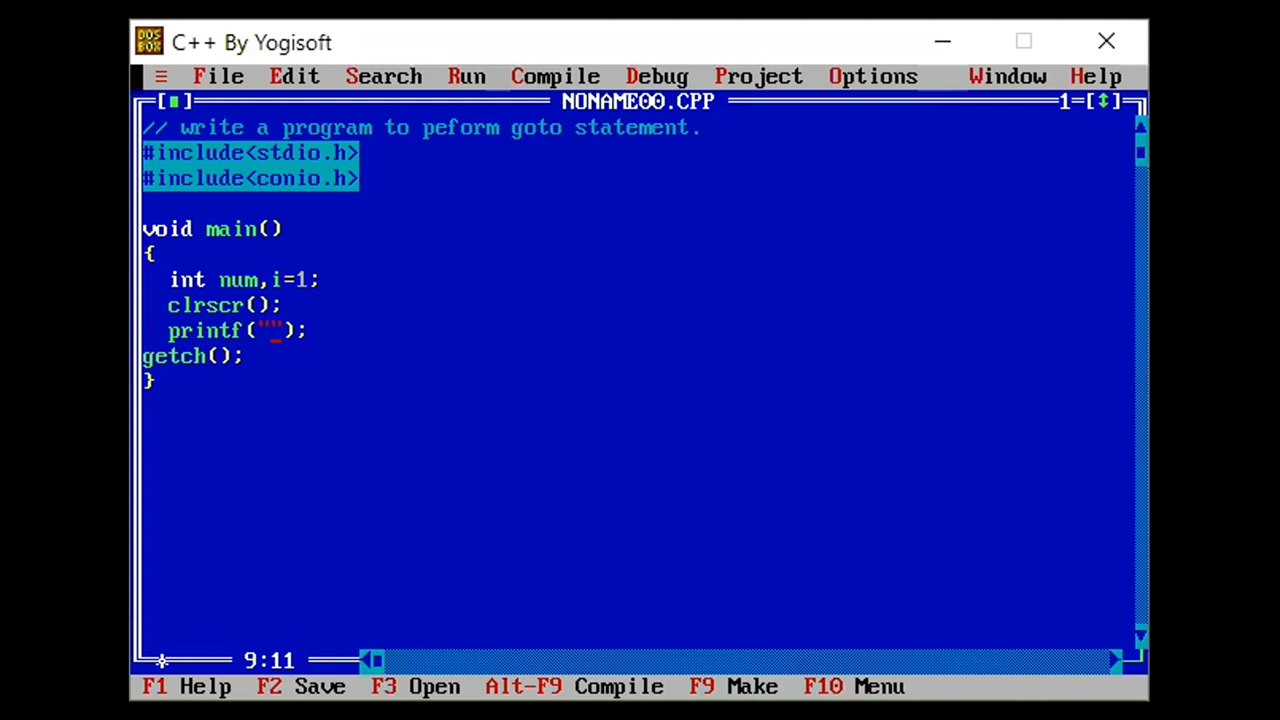 DOS BOX C++ By Yogisoft
≡ File Edit Search Run Compile Debug Project Options Window Help
[■] NONAME00.CPP 1=[↕]
// write a program to peform goto statement.
#include<stdio.h>
#include<conio.h>
void main()
{
int num,i=1;
clrscr();
printf("");
getch();
}
9:11
F1 Help F2 Save F3 Open Alt-F9 Compile F9 Make F10 Menu